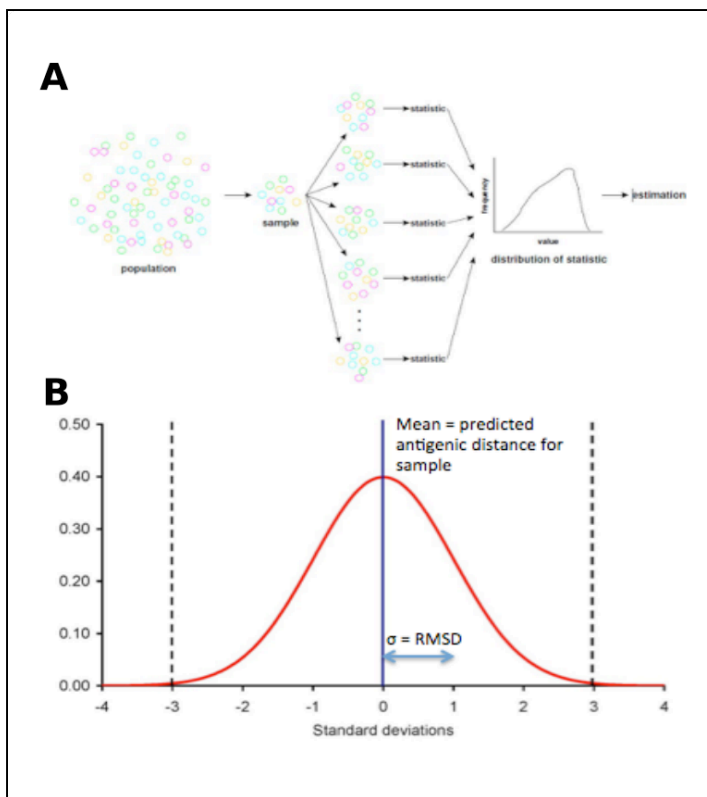 A
statistic
statistic
sample
statistic
frequency
estimation
value
distribution of statistic
population
statistic
statistic
B
0.50
0.40
0.30
0.20
0.10
0.00
Mean = predicted
antigenic distance for
sample
σ = RMSD
-4 -3 -2 -1 0 1 2 3 4
Standard deviations